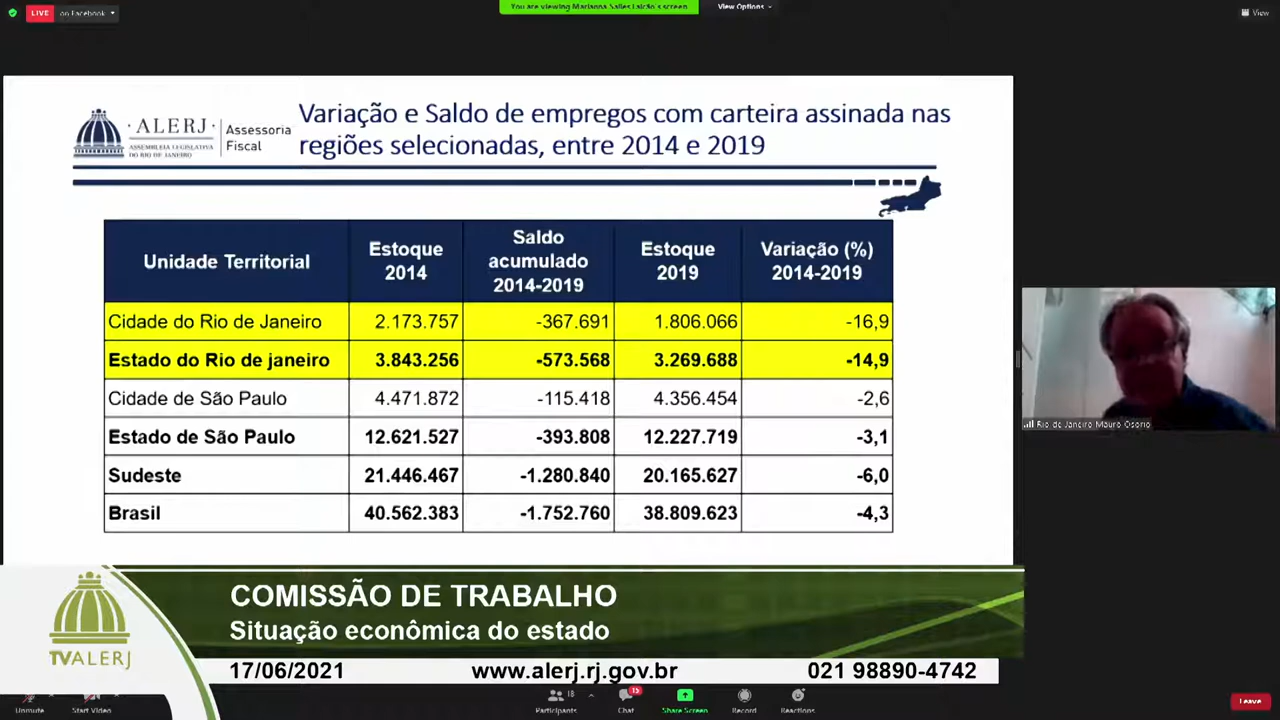 LIVE on Facebook
You are viewing Marianna Salles Falcão's screen
View Options
View
ALERJ
ASSEMBLEIA LEGISLATIVA
DO RIO DE JANEIRO
Assessoria
Fiscal
Variação e Saldo de empregos com carteira assinada nas
regiões selecionadas, entre 2014 e 2019
Unidade Territorial | Estoque 2014 | Saldo acumulado 2014-2019 | Estoque 2019 | Variação (%) 2014-2019
Cidade do Rio de Janeiro 2.173.757 -367.691 1.806.066 -16,9
Estado do Rio de janeiro 3.843.256 -573.568 3.269.688 -14,9
Cidade de São Paulo 4.471.872 -115.418 4.356.454 -2,6
Estado de São Paulo 12.621.527 -393.808 12.227.719 -3,1
Sudeste 21.446.467 -1.280.840 20.165.627 -6,0
Brasil 40.562.383 -1.752.760 38.809.623 -4,3
Rio de Janeiro Mauro Osorio
COMISSÃO DE TRABALHO
Situação econômica do estado
TVALERJ
17/06/2021 www.alerj.rj.gov.br 021 98890-4742
Unmute Start Video Participants 18 Chat 15 Share Screen Record Reactions Leave